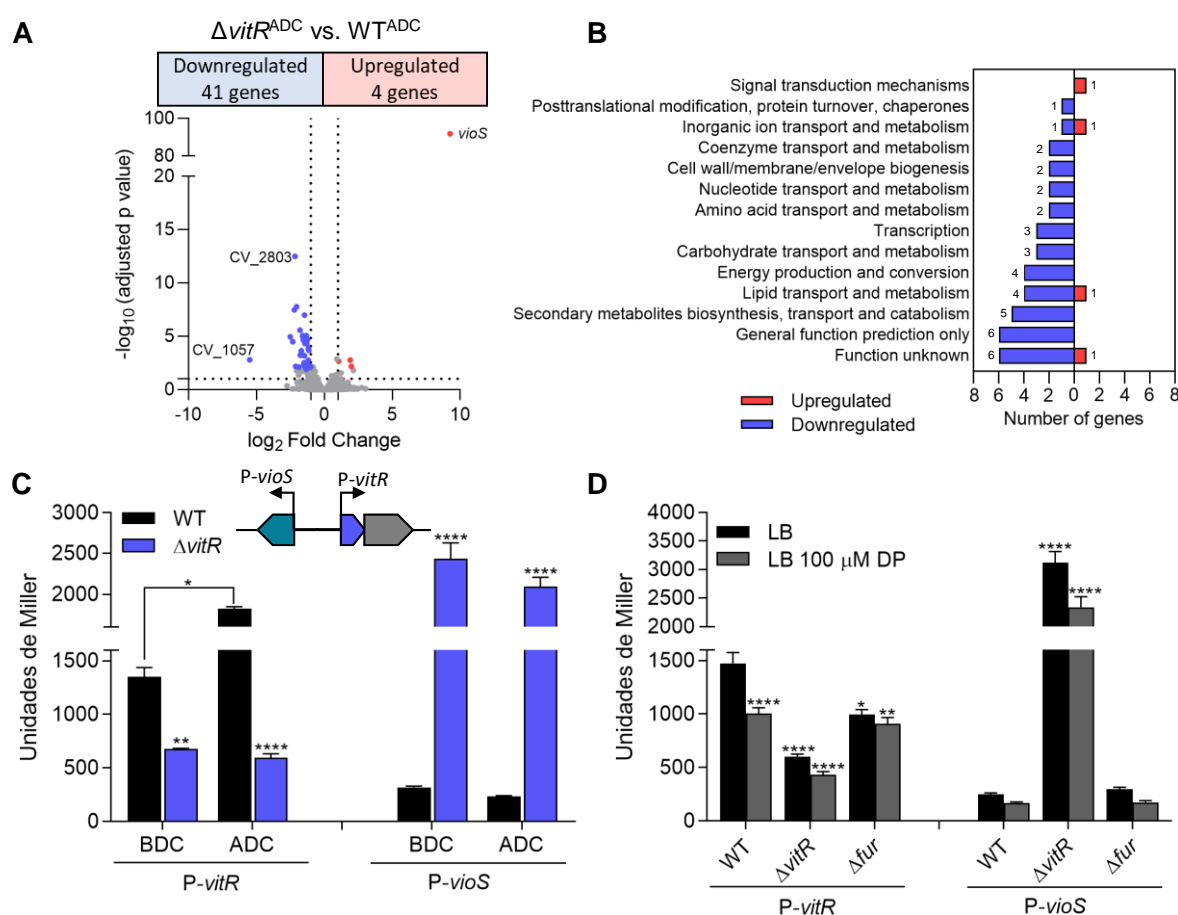 A
ΔvitR^ADC vs. WT^ADC
Downregulated
41 genes
Upregulated
4 genes
100
80
20
15
10
5
0
-log10 (adjusted p value)
vioS
CV_2803
CV_1057
-10 -5 0 5 10
log2 Fold Change
B
Signal transduction mechanisms 1
Posttranslational modification, protein turnover, chaperones 1
Inorganic ion transport and metabolism 1 1
Coenzyme transport and metabolism 2
Cell wall/membrane/envelope biogenesis 2
Nucleotide transport and metabolism 2
Amino acid transport and metabolism 2
Transcription 3
Carbohydrate transport and metabolism 3
Energy production and conversion 4
Lipid transport and metabolism 4 1
Secondary metabolites biosynthesis, transport and catabolism 5
General function prediction only 6
Function unknown 6 1
8 6 4 2 0 2 4 6 8
Number of genes
Upregulated
Downregulated
C
P-vioS P-vitR
WT
ΔvitR
3000
2500
2000
1500
1000
500
0
Unidades de Miller
*
**
****
****
****
BDC ADC BDC ADC
P-vitR P-vioS
D
LB
LB 100 μM DP
4000
3500
3000
2500
2000
1500
1000
500
0
Unidades de Miller
****
****
****
*
**
****
****
WT ΔvitR Δfur WT ΔvitR Δfur
P-vitR P-vioS